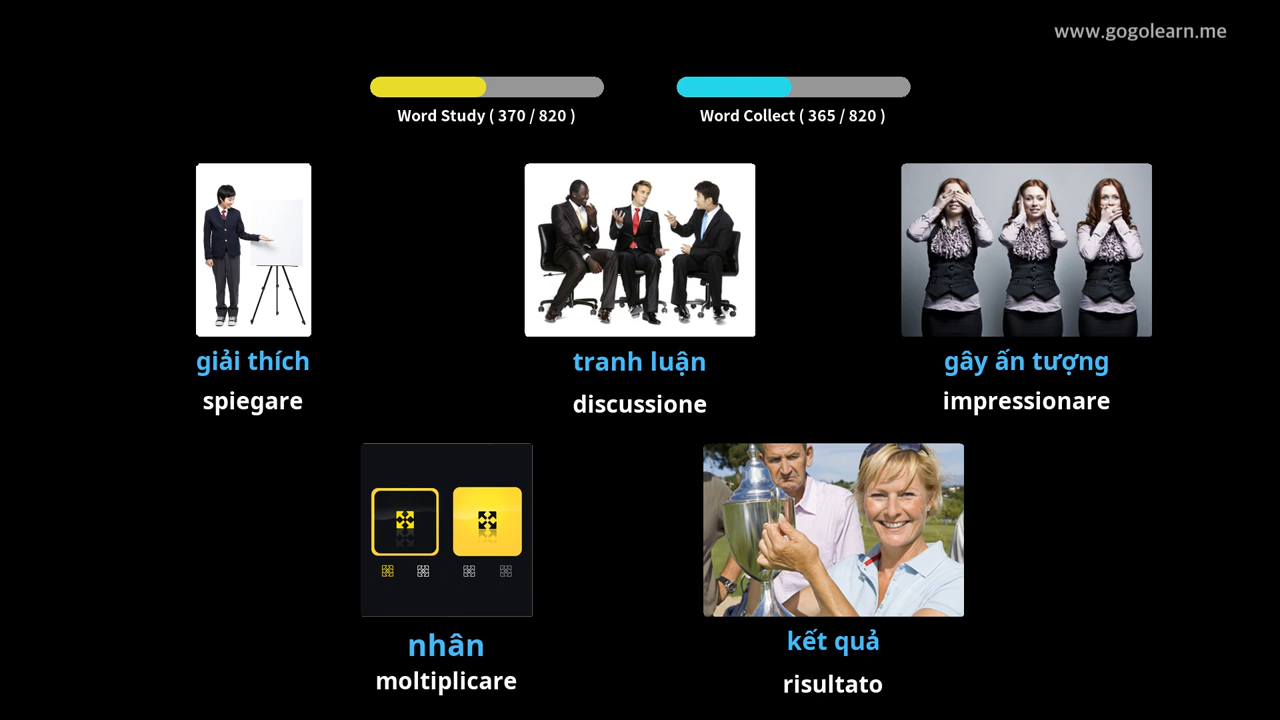 www.gogolearn.me
Word Study ( 370 / 820 )
Word Collect ( 365 / 820 )
giải thích
spiegare
tranh luận
discussione
gây ấn tượng
impressionare
nhân
moltiplicare
kết quả
risultato